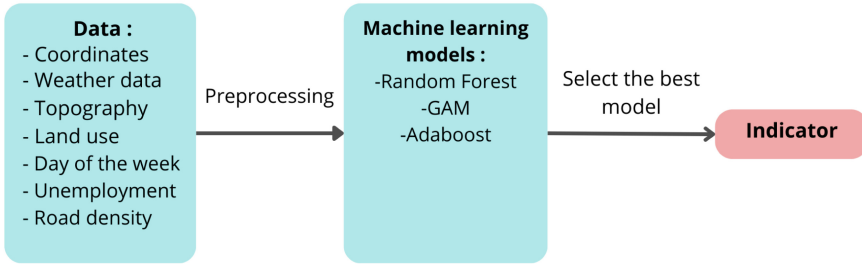 Data :
- Coordinates
- Weather data
- Topography
- Land use
- Day of the week
- Unemployment
- Road density
Preprocessing
Machine learning
models :
-Random Forest
-GAM
-Adaboost
Select the best
model
Indicator